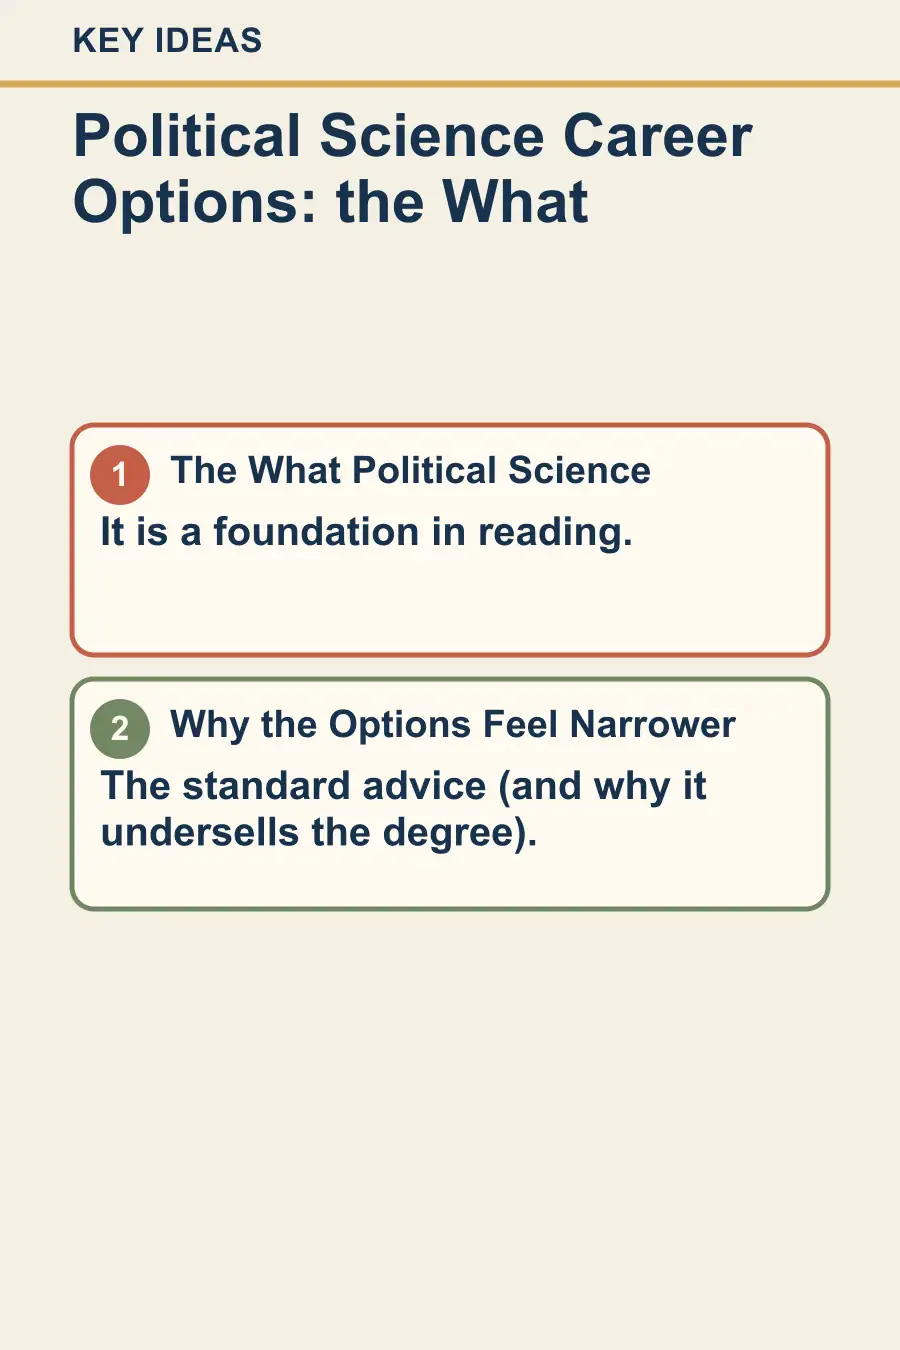 KEY IDEAS
Political Science Career
Options: the What
1 The What Political Science
It is a foundation in reading.
2 Why the Options Feel Narrower
The standard advice (and why it
undersells the degree).